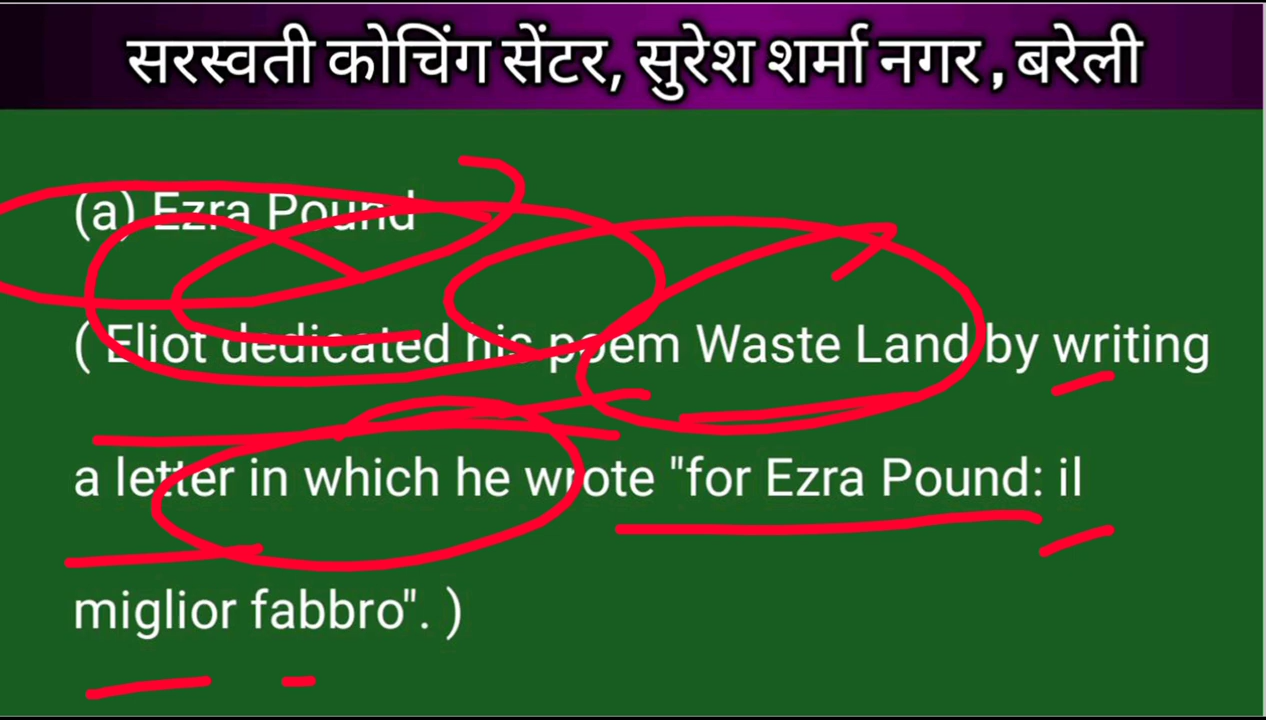 सरस्वती कोचिंग सेंटर, सुरेश शर्मा नगर , बरेली
(a) Ezra Pound
( Eliot dedicated his poem Waste Land by writing
a letter in which he wrote "for Ezra Pound: il
miglior fabbro". )